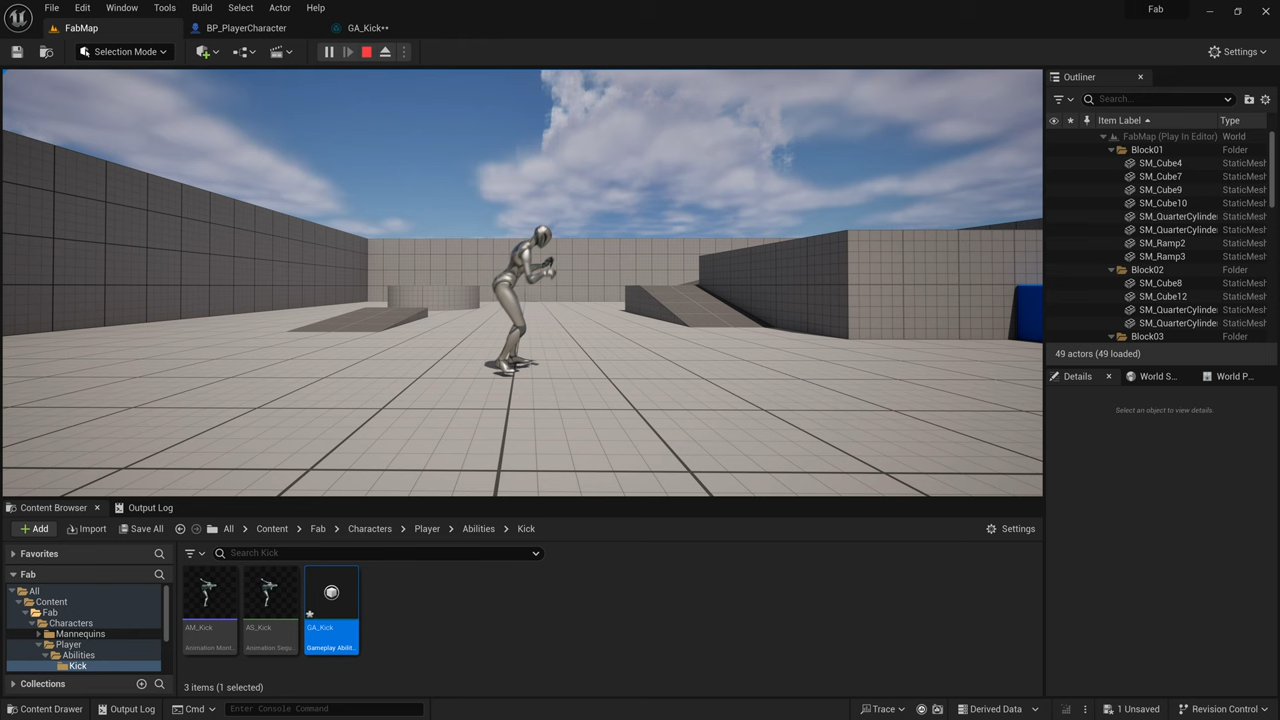 File Edit Window Tools Build Select Actor Help
Fab
FabMap
BP_PlayerCharacter
GA_Kick**
Selection Mode
Settings
Outliner
Search...
Item Label
Type
FabMap (Play In Editor) World
Block01 Folder
SM_Cube4 StaticMesh
SM_Cube7 StaticMesh
SM_Cube9 StaticMesh
SM_Cube10 StaticMesh
SM_QuarterCylinde StaticMesh
SM_QuarterCylinde StaticMesh
SM_Ramp2 StaticMesh
SM_Ramp3 StaticMesh
Block02 Folder
SM_Cube8 StaticMesh
SM_Cube12 StaticMesh
SM_QuarterCylinde StaticMesh
SM_QuarterCylinde StaticMesh
Block03 Folder
49 actors (49 loaded)
Details
World S...
World P...
Select an object to view details.
Content Browser
Output Log
Add Import Save All All Content Fab Characters Player Abilities Kick Settings
Favorites
Search Kick
Fab
All
Content
Fab
Characters
Mannequins
Player
Abilities
Kick
Collections
AM_Kick
Animation Mont...
AS_Kick
Animation Sequ...
GA_Kick
Gameplay Abilit...
3 items (1 selected)
Content Drawer Output Log Cmd Enter Console Command Trace Derived Data 1 Unsaved Revision Control